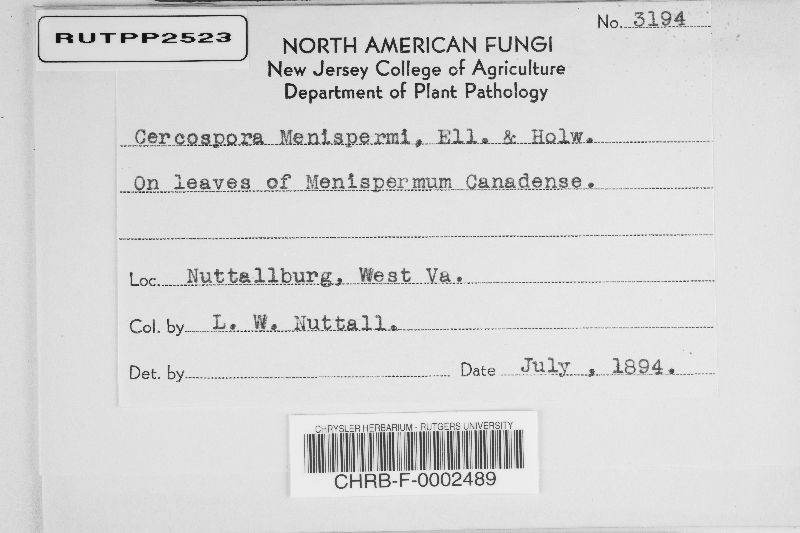 RUTPP2523
No. 3194
NORTH AMERICAN FUNGI
New Jersey College of Agriculture
Department of Plant Pathology
Cercospora Menispermi, Ell. & Holw.
On leaves of Menispermum Canadense.
Loc. Nuttallburg, West Va.
Col. by L. W. Nuttall.
Det. by
Date July , 1894.
CHRYSLER HERBARIUM - RUTGERS UNIVERSITY
CHRB-F-0002489